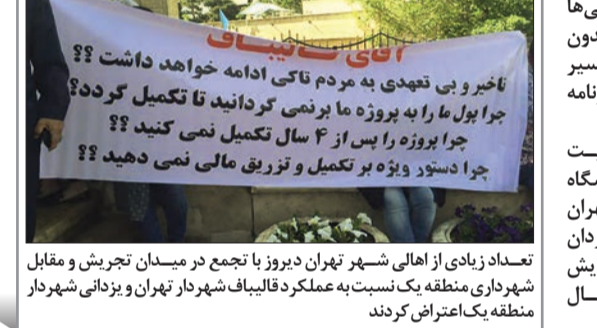 آقای قالیباف
تاخیر و بی تعهدی به مردم تاکی ادامه خواهد داشت ؟؟
چرا پول ما را به پروژه ما برنمی گردانید تا تکمیل گردد؟
چرا پروژه را پس از ۴ سال تکمیل نمی کنید ؟؟
چرا دستور ویژه بر تکمیل و تزریق مالی نمی دهید ؟؟
تعداد زیادی از اهالی شهر تهران دیروز با تجمع در میدان تجریش و مقابل
شهرداری منطقه یک نسبت به عملکرد قالیباف شهردار تهران و یزدانی شهردار
منطقه یک اعتراض کردند
دون
سیر
نامه